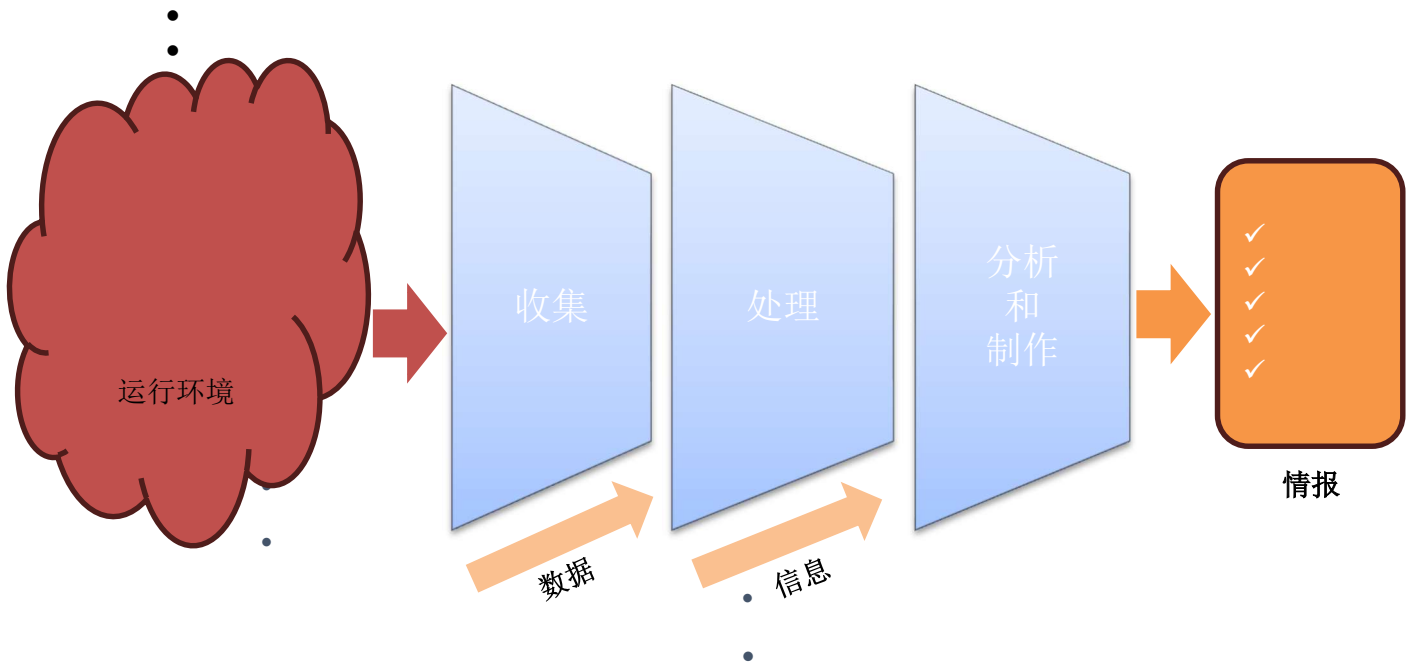 运行环境
收集
处理
分析
和
制作
情报
数据
信息